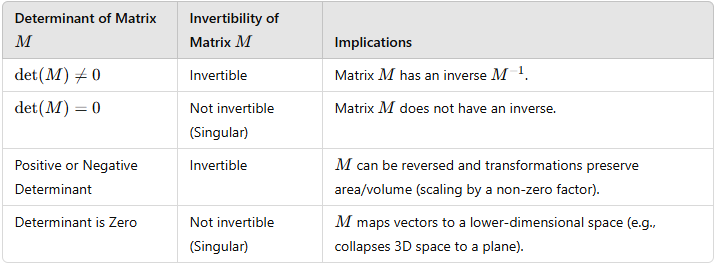 Determinant of Matrix
M
Invertibility of
Matrix M
Implications
det(M) ≠ 0
Invertible
Matrix M has an inverse M⁻¹.
det(M) = 0
Not invertible
(Singular)
Matrix M does not have an inverse.
Positive or Negative
Determinant
Invertible
M can be reversed and transformations preserve
area/volume (scaling by a non-zero factor).
Determinant is Zero
Not invertible
(Singular)
M maps vectors to a lower-dimensional space (e.g.,
collapses 3D space to a plane).